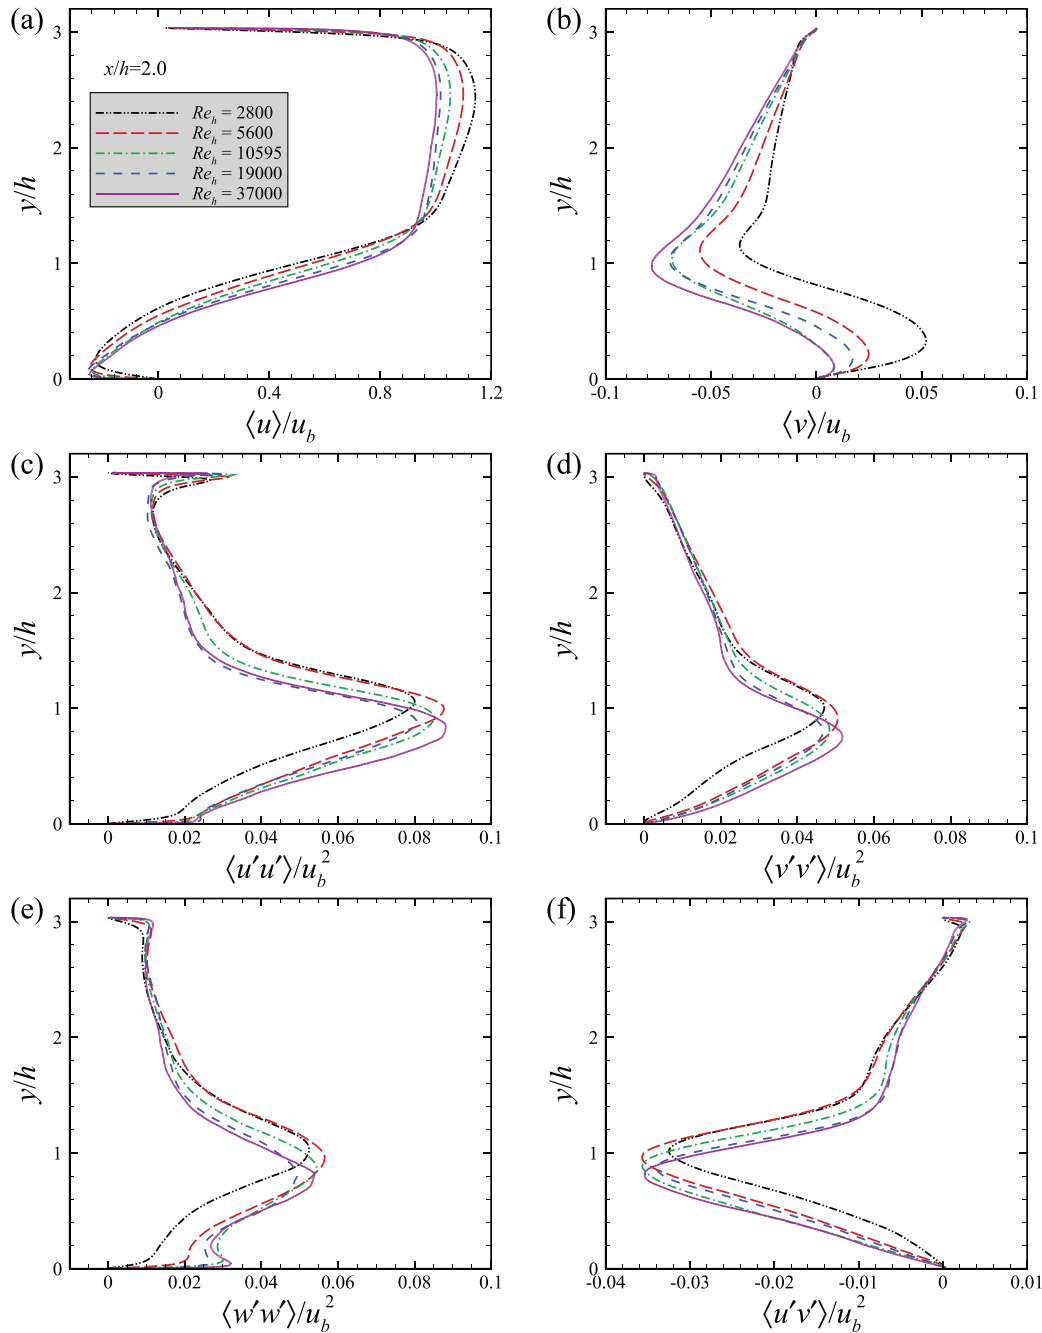 (a)
3
2
1
0
y/h
x/h=2.0
Re_h = 2800
Re_h = 5600
Re_h = 10595
Re_h = 19000
Re_h = 37000
0 0.4 0.8 1.2
⟨u⟩/u_b
(b)
3
2
1
0
y/h
-0.1 -0.05 0 0.05 0.1
⟨v⟩/u_b
(c)
3
2
1
0
y/h
0 0.02 0.04 0.06 0.08 0.1
⟨u′u′⟩/u_b^2
(d)
3
2
1
0
y/h
0 0.02 0.04 0.06 0.08 0.1
⟨v′v′⟩/u_b^2
(e)
3
2
1
0
y/h
0 0.02 0.04 0.06 0.08 0.1
⟨w′w′⟩/u_b^2
(f)
3
2
1
0
y/h
-0.04 -0.03 -0.02 -0.01 0 0.01
⟨u′v′⟩/u_b^2